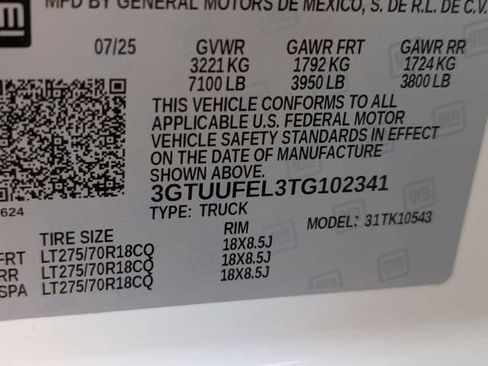 gm
MFD BY GENERAL MOTORS DE MEXICO, S. DE R.L. DE C.V.
07/25 GVWR GAWR FRT GAWR RR
3221 KG 1792 KG 1724 KG
7100 LB 3950 LB 3800 LB
THIS VEHICLE CONFORMS TO ALL
APPLICABLE U.S. FEDERAL MOTOR
VEHICLE SAFETY STANDARDS IN EFFECT
ON THE DATE OF MANUFACTURE
SHOWN ABOVE.
3GTUUFEL3TG102341
624
TYPE: TRUCK MODEL: 31TK10543
TIRE SIZE RIM
FRT LT275/70R18CQ 18X8.5J
RR LT275/70R18CQ 18X8.5J
SPA LT275/70R18CQ 18X8.5J